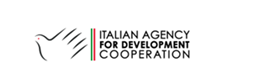 ITALIAN AGENCY
FOR DEVELOPMENT
COOPERATION